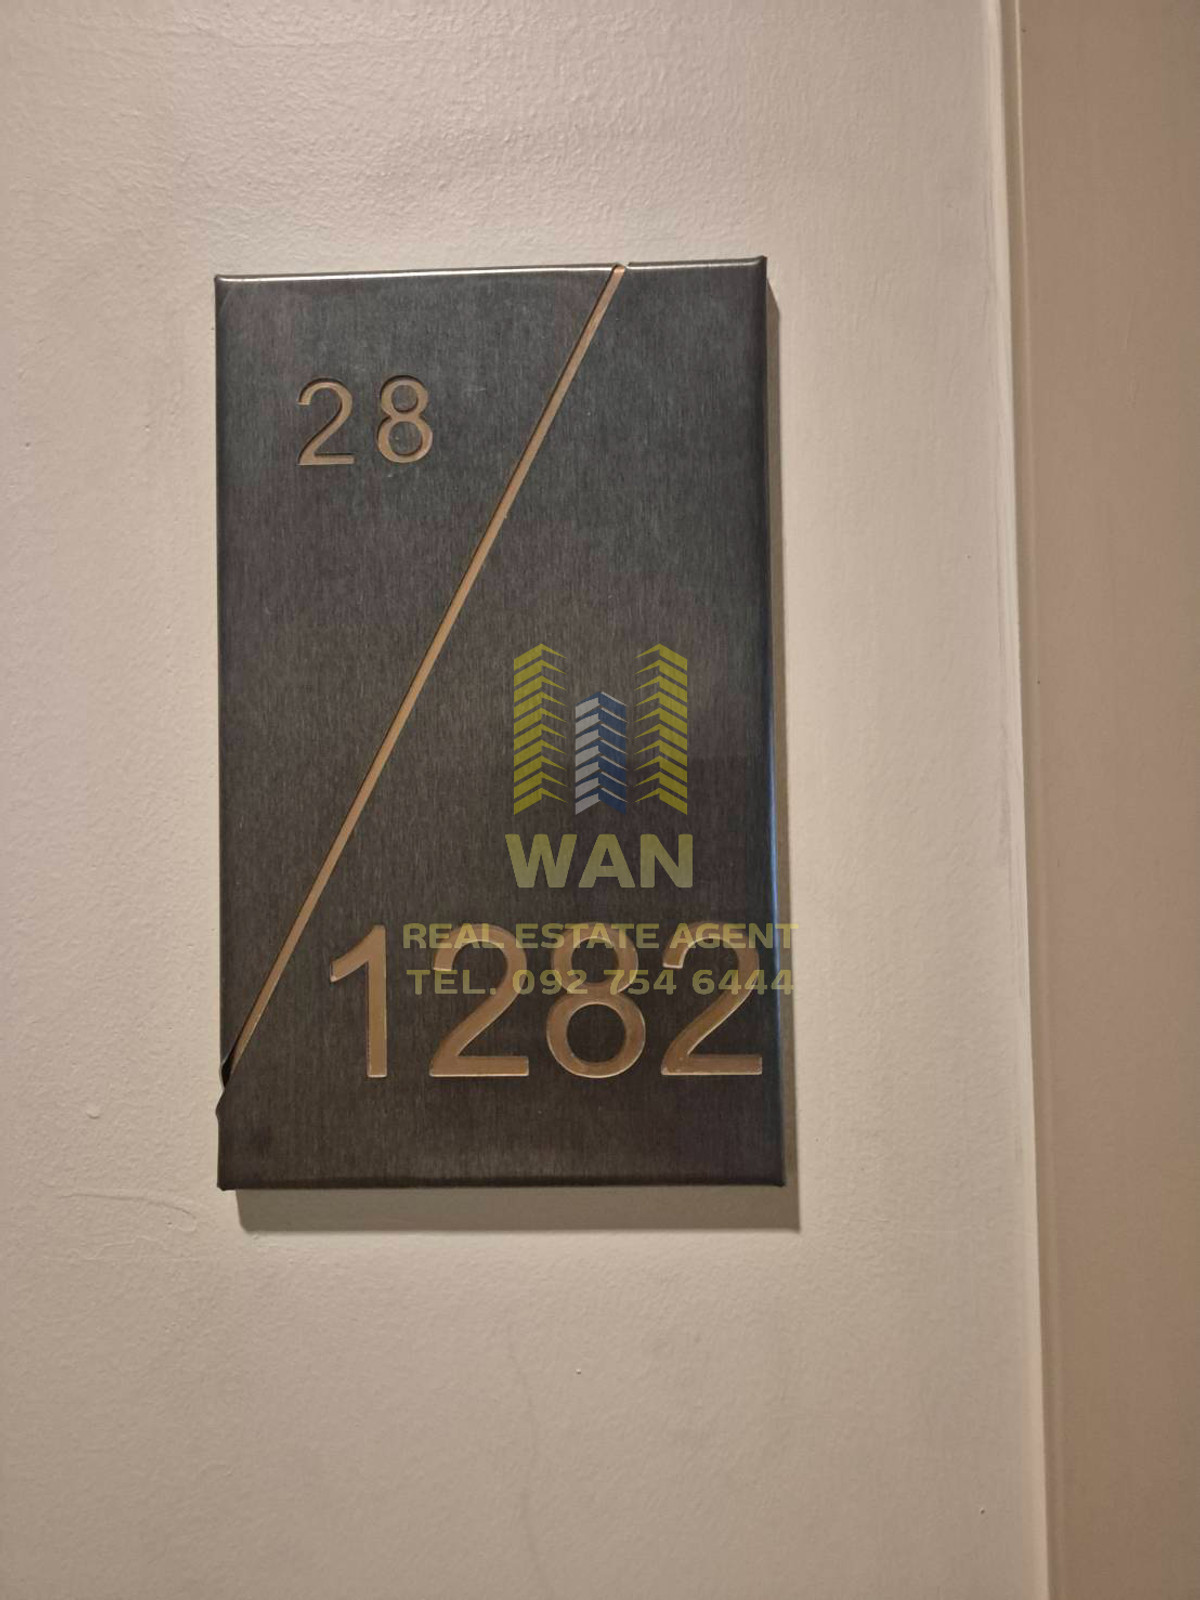 28
WAN
REAL ESTATE AGENT
TEL. 092 754 6444
1282